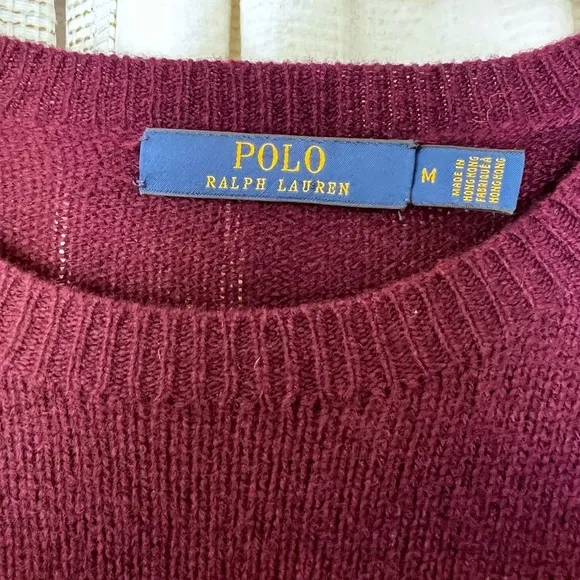 POLO
RALPH LAUREN
M
MADE IN
HONG KONG
FABRIQUÉ À
HONG KONG